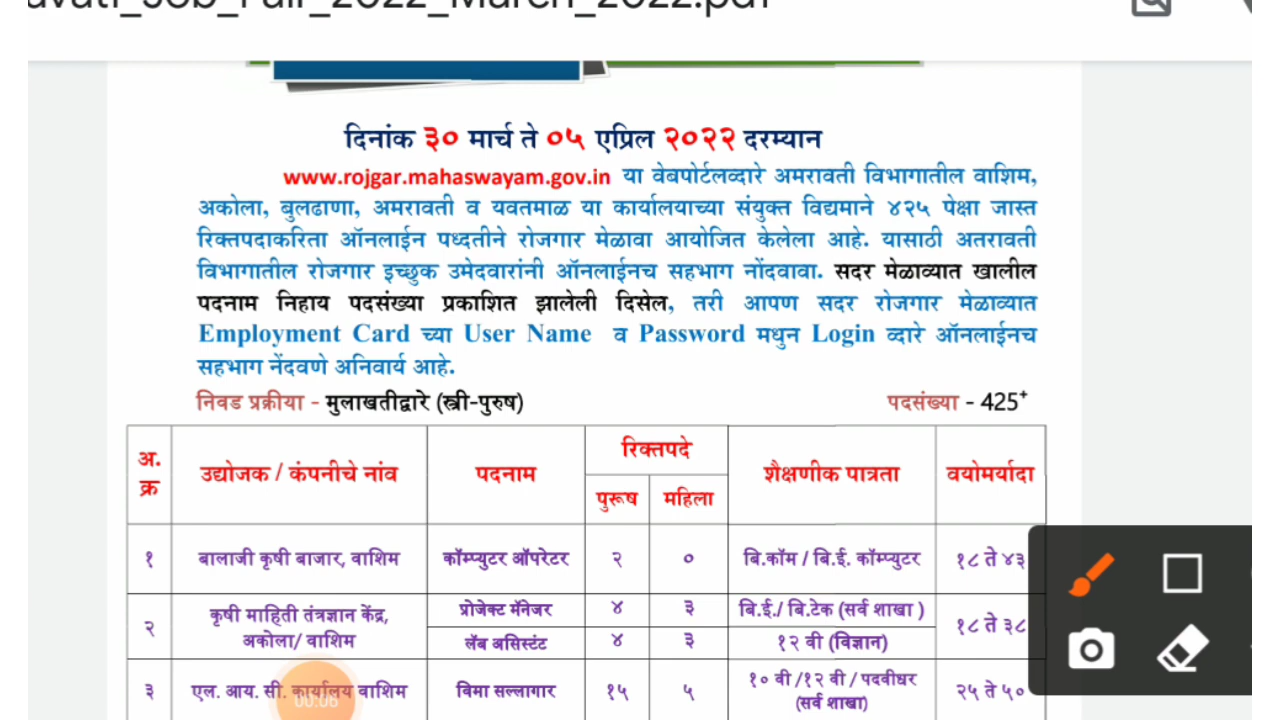 avati_Job_Fair_2022_March_2022.pdf
दिनांक ३० मार्च ते ०५ एप्रिल २०२२ दरम्यान
www.rojgar.mahaswayam.gov.in या वेबपोर्टलव्दारे अमरावती विभागातील वाशिम,
अकोला, बुलढाणा, अमरावती व यवतमाळ या कार्यालयाच्या संयुक्त विद्यमाने ४२५ पेक्षा जास्त
रिक्तपदाकरिता ऑनलाईन पध्दतीने रोजगार मेळावा आयोजित केलेला आहे. यासाठी अतरावती
विभागातील रोजगार इच्छुक उमेदवारांनी ऑनलाईनच सहभाग नोंदवावा. सदर मेळाव्यात खालील
पदनाम निहाय पदसंख्या प्रकाशित झालेली दिसेल, तरी आपण सदर रोजगार मेळाव्यात
Employment Card च्या User Name व Password मधुन Login व्दारे ऑनलाईनच
सहभाग नेंदवणे अनिवार्य आहे.
निवड प्रक्रीया - मुलाखतीद्वारे (स्त्री-पुरुष) पदसंख्या - 425+
अ. क्र उद्योजक / कंपनीचे नांव पदनाम रिक्तपदे शैक्षणीक पात्रता वयोमर्यादा
पुरूष महिला
१ बालाजी कृषी बाजार, वाशिम कॉम्प्युटर ऑपरेटर २ ० बि.कॉम / बि.ई. कॉम्प्युटर १८ ते ४३
२ कृषी माहिती तंत्रज्ञान केंद्र, प्रोजेक्ट मॅनेजर ४ ३ बि.ई./ बि.टेक (सर्व शाखा ) १८ ते ३८
अकोला/ वाशिम लॅब असिस्टंट ४ ३ १२ वी (विज्ञान)
३ एल. आय. सी. कार्यालय वाशिम विमा सल्लागार १५ ५ १० वी /१२ वी / पदवीधर २५ ते ५०
(सर्व शाखा)
00:06